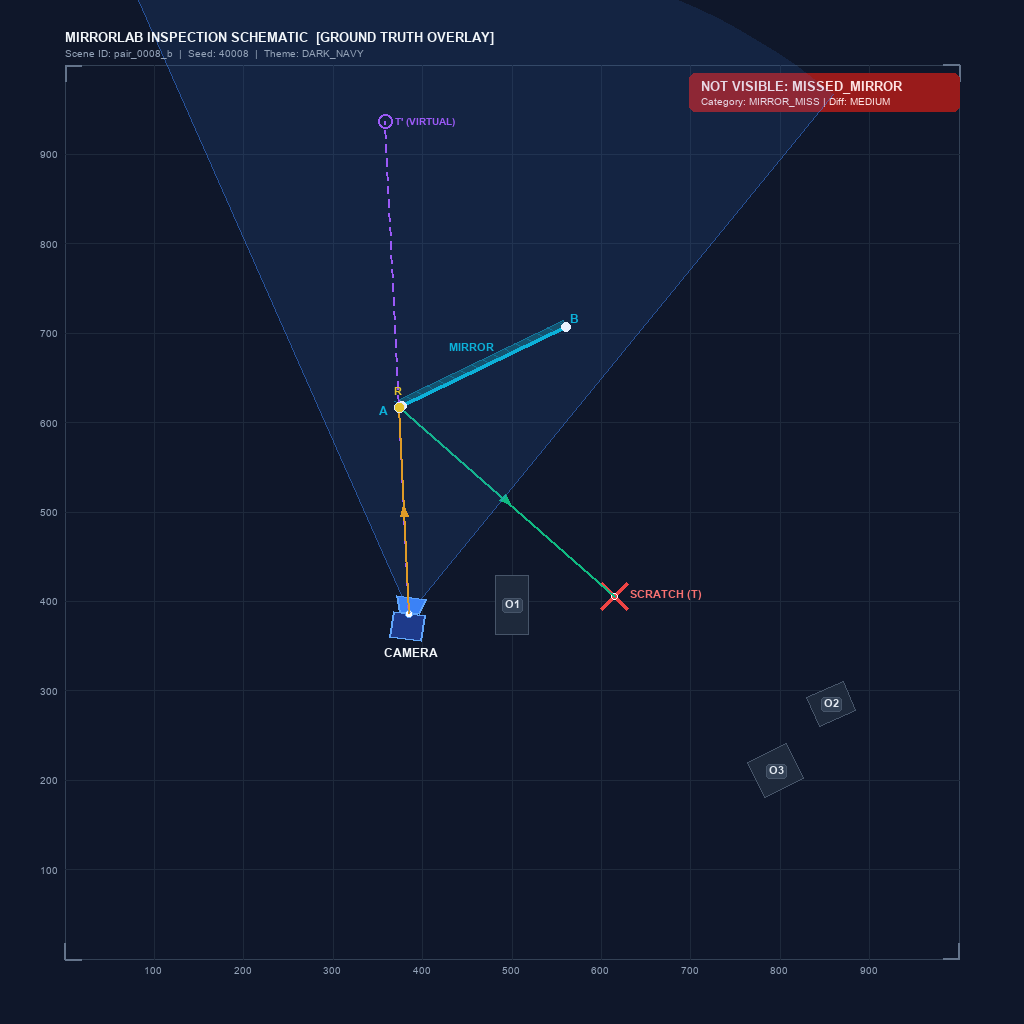 MIRRORLAB INSPECTION SCHEMATIC [GROUND TRUTH OVERLAY]
Scene ID: pair_0008_b | Seed: 40008 | Theme: DARK_NAVY
NOT VISIBLE: MISSED_MIRROR
Category: MIRROR_MISS | Diff: MEDIUM
T' (VIRTUAL)
900
800
B
700
MIRROR
R
A
600
500
400
O1
SCRATCH (T)
CAMERA
300
O2
O3
200
100
100 200 300 400 500 600 700 800 900